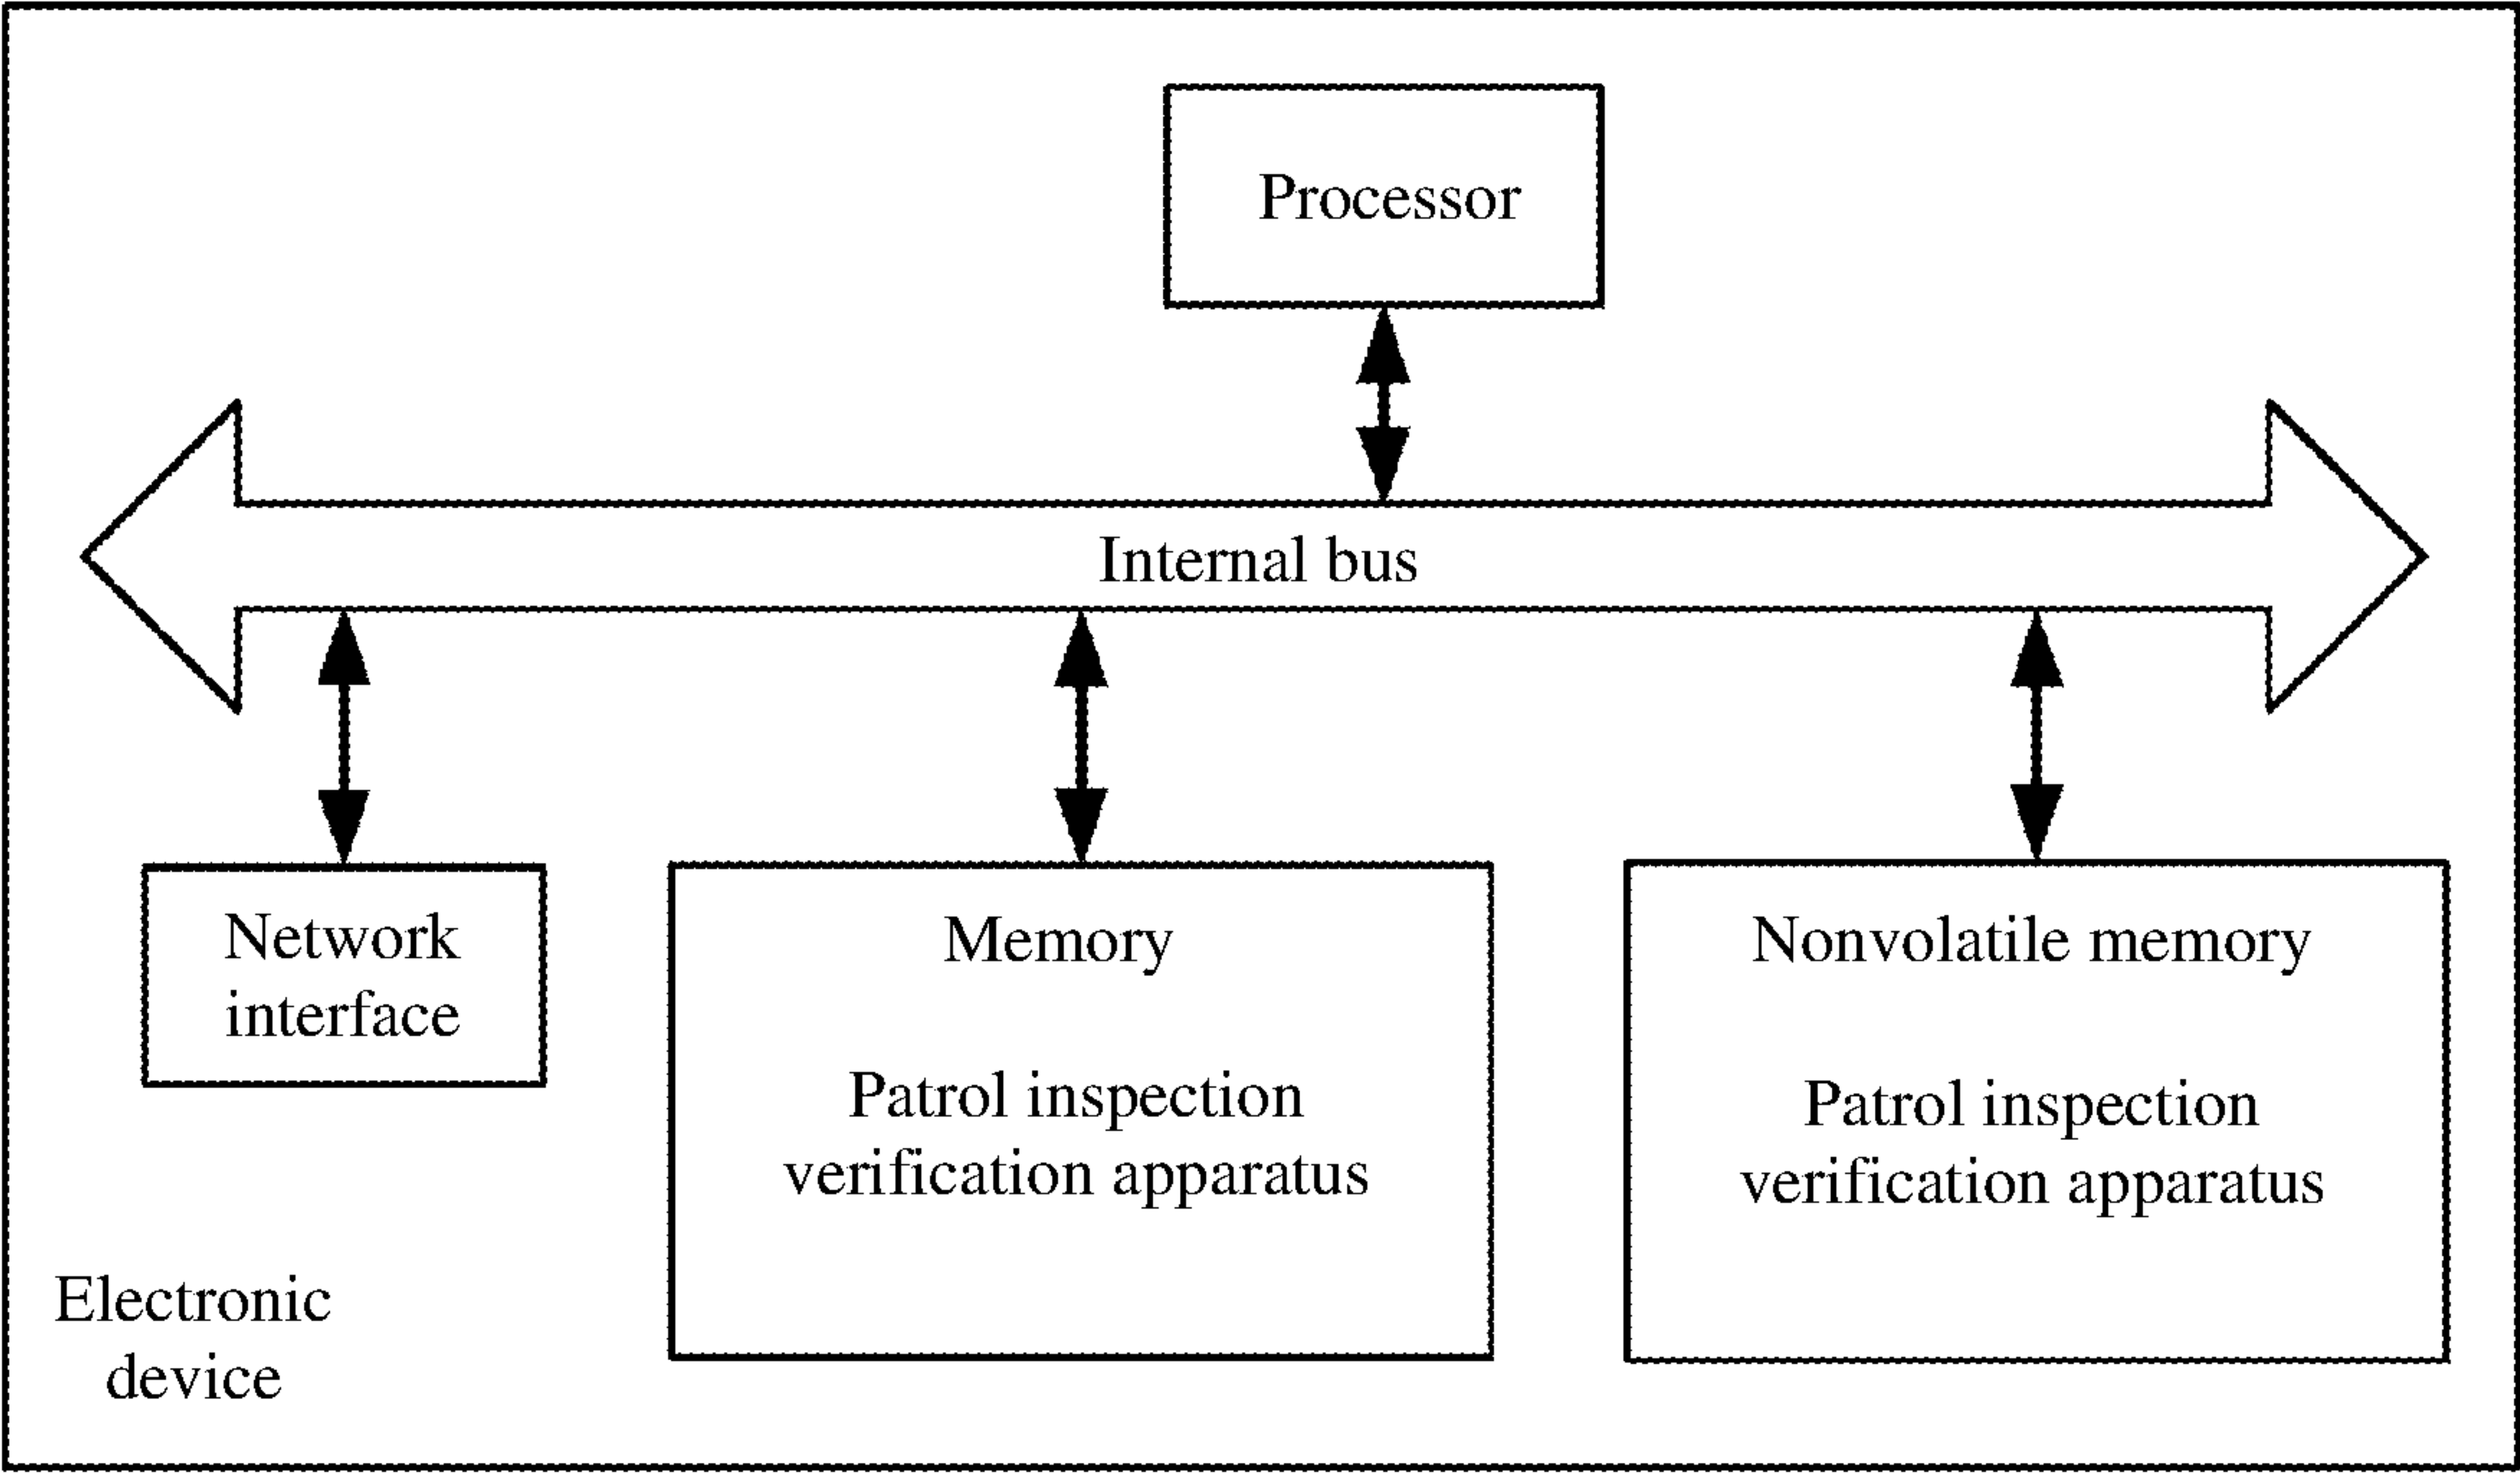 Processor
Internal bus
Network
interface
Memory
Patrol inspection
verification apparatus
Nonvolatile memory
Patrol inspection
verification apparatus
Electronic
device